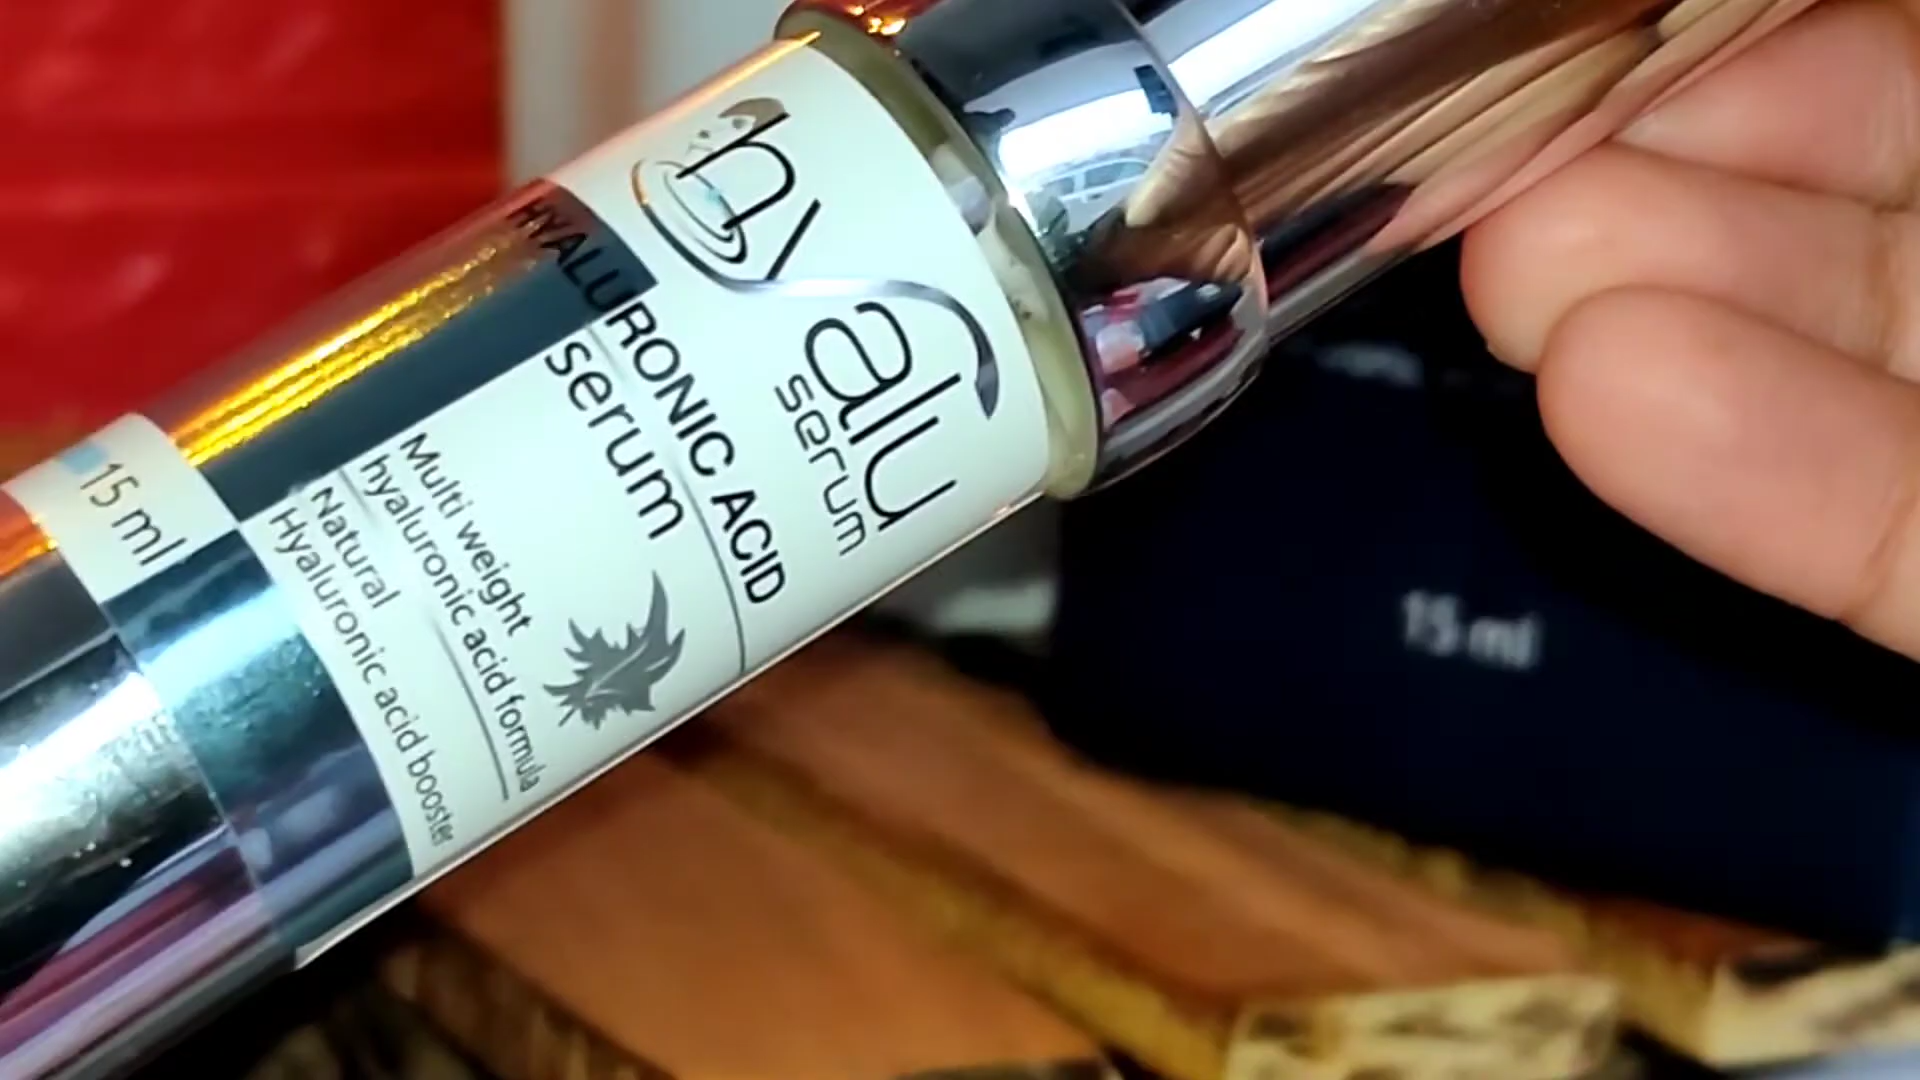 hyalu
serum
HYALURONIC ACID
serum
Multi weight
hyaluronic acid formula
Natural
Hyaluronic acid booster
15 ml
15 ml